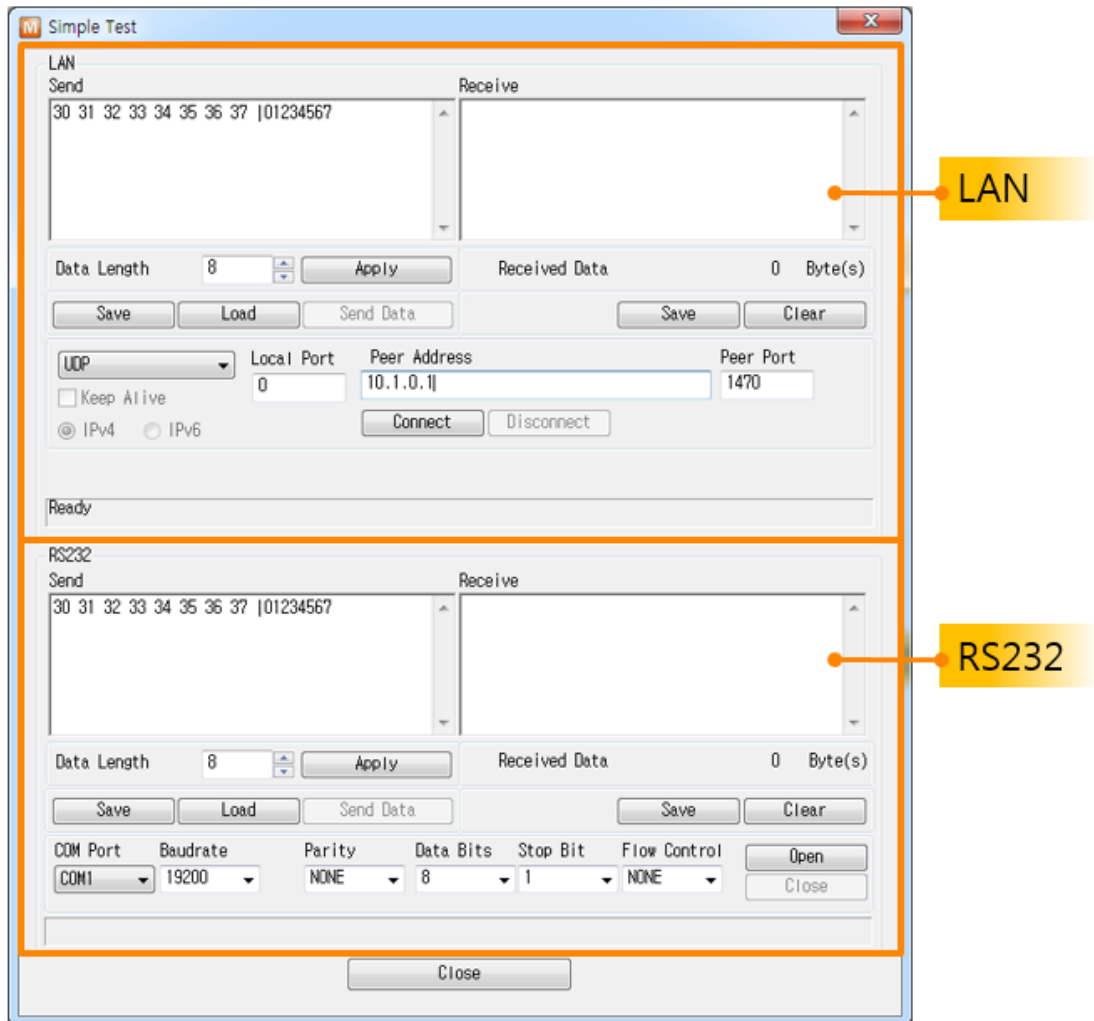 M Simple Test
LAN
Send Receive
30 31 32 33 34 35 36 37 |01234567
LAN
Data Length 8 Apply Received Data 0 Byte(s)
Save Load Send Data Save Clear
UDP Local Port Peer Address Peer Port
0 10.1.0.1 1470
Keep Alive
Connect Disconnect
IPv4 IPv6
Ready
RS232
Send Receive
30 31 32 33 34 35 36 37 |01234567
RS232
Data Length 8 Apply Received Data 0 Byte(s)
Save Load Send Data Save Clear
COM Port Baudrate Parity Data Bits Stop Bit Flow Control Open
COM1 19200 NONE 8 1 NONE Close
Close